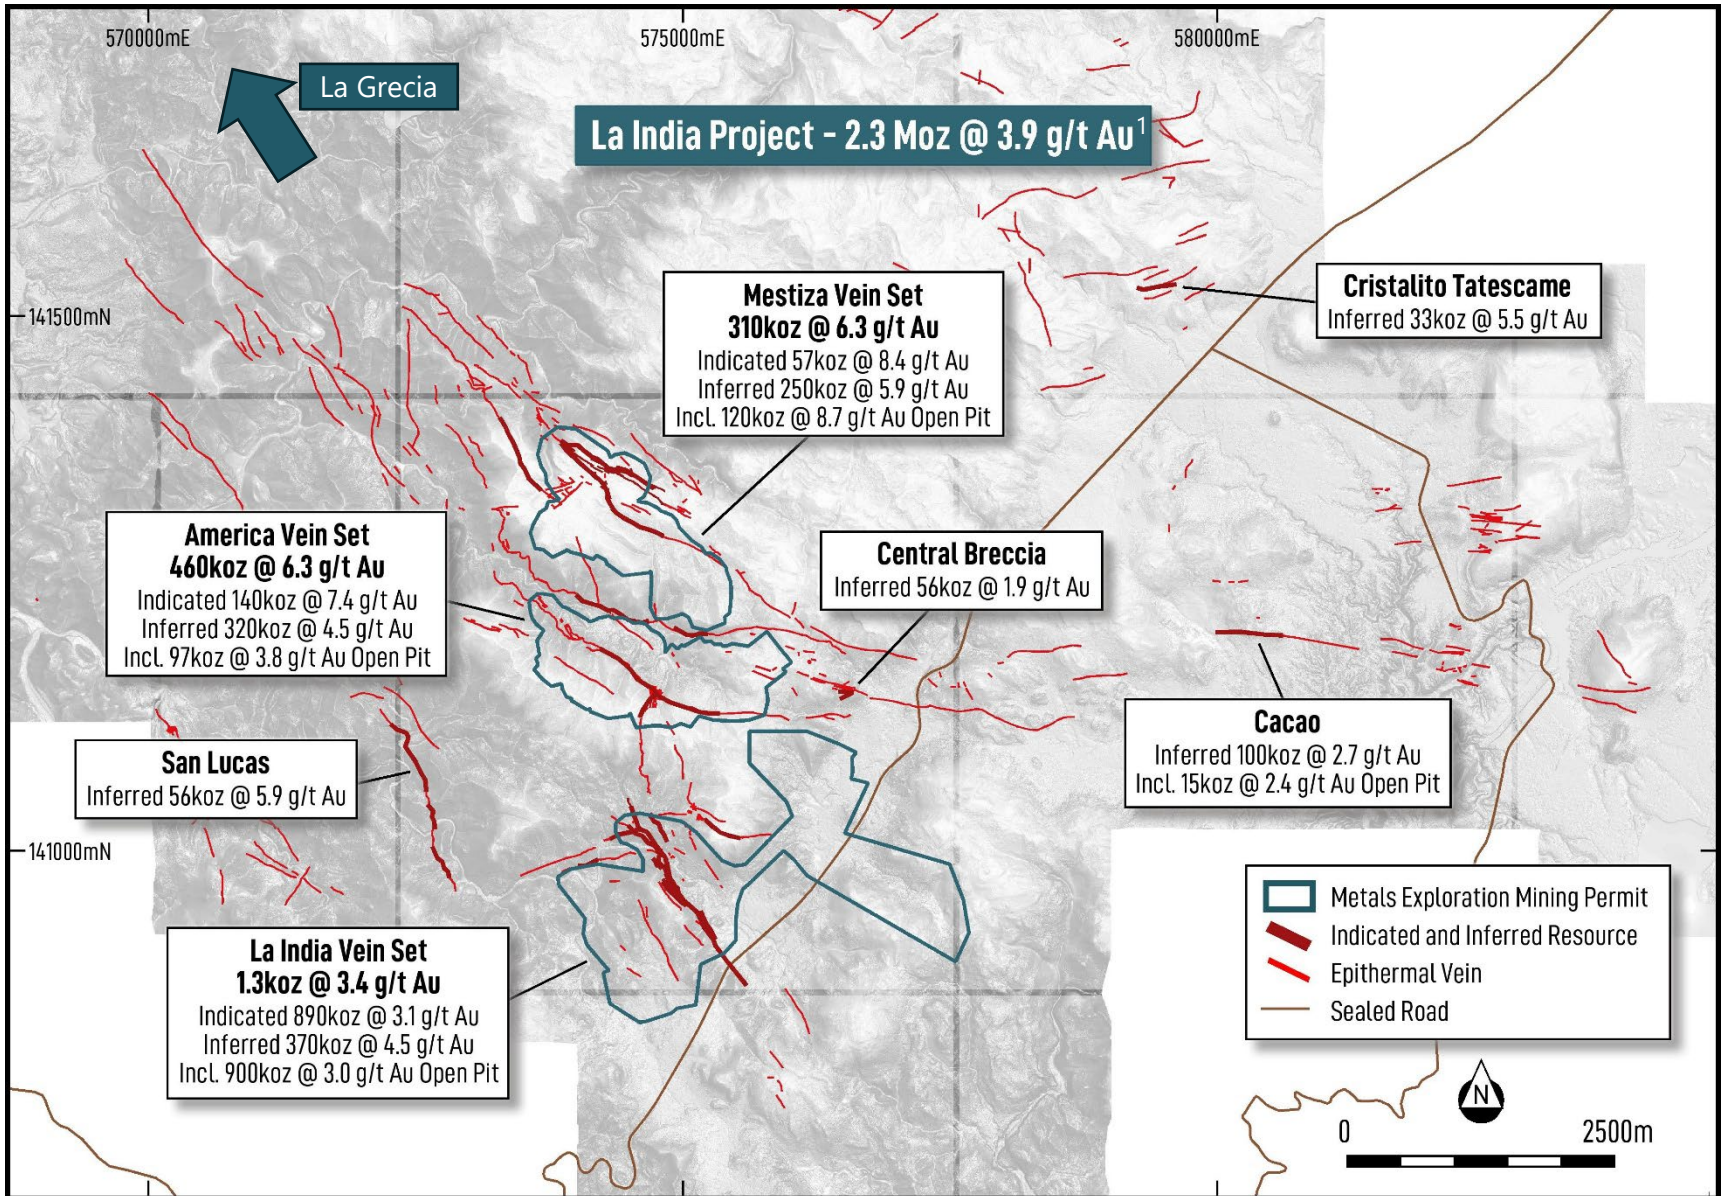 570000mE
575000mE
580000mE
La Grecia
La India Project - 2.3 Moz @ 3.9 g/t Au1
141500mN
Mestiza Vein Set
310koz @ 6.3 g/t Au
Indicated 57koz @ 8.4 g/t Au
Inferred 250koz @ 5.9 g/t Au
Incl. 120koz @ 8.7 g/t Au Open Pit
Cristalito Tatescame
Inferred 33koz @ 5.5 g/t Au
America Vein Set
460koz @ 6.3 g/t Au
Indicated 140koz @ 7.4 g/t Au
Inferred 320koz @ 4.5 g/t Au
Incl. 97koz @ 3.8 g/t Au Open Pit
Central Breccia
Inferred 56koz @ 1.9 g/t Au
San Lucas
Inferred 56koz @ 5.9 g/t Au
Cacao
Inferred 100koz @ 2.7 g/t Au
Incl. 15koz @ 2.4 g/t Au Open Pit
141000mN
La India Vein Set
1.3koz @ 3.4 g/t Au
Indicated 890koz @ 3.1 g/t Au
Inferred 370koz @ 4.5 g/t Au
Incl. 900koz @ 3.0 g/t Au Open Pit
Metals Exploration Mining Permit
Indicated and Inferred Resource
Epithermal Vein
Sealed Road
N
0 2500m